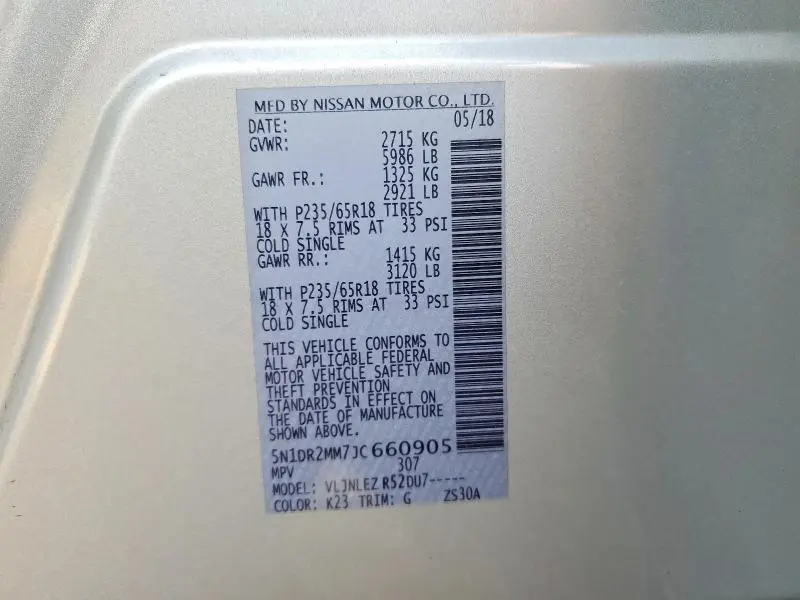 MFD BY NISSAN MOTOR CO., LTD.
DATE: 05/18
GVWR: 2715 KG
5986 LB
GAWR FR.: 1325 KG
2921 LB
WITH P235/65R18 TIRES
18 X 7.5 RIMS AT 33 PSI
COLD SINGLE
GAWR RR.: 1415 KG
3120 LB
WITH P235/65R18 TIRES
18 X 7.5 RIMS AT 33 PSI
COLD SINGLE
THIS VEHICLE CONFORMS TO
ALL APPLICABLE FEDERAL
MOTOR VEHICLE SAFETY AND
THEFT PREVENTION
STANDARDS IN EFFECT ON
THE DATE OF MANUFACTURE
SHOWN ABOVE.
5N1DR2MM7JC660905
MPV 307
MODEL: VLJNLEZ R52DU7-----
COLOR: K23 TRIM: G ZS30A